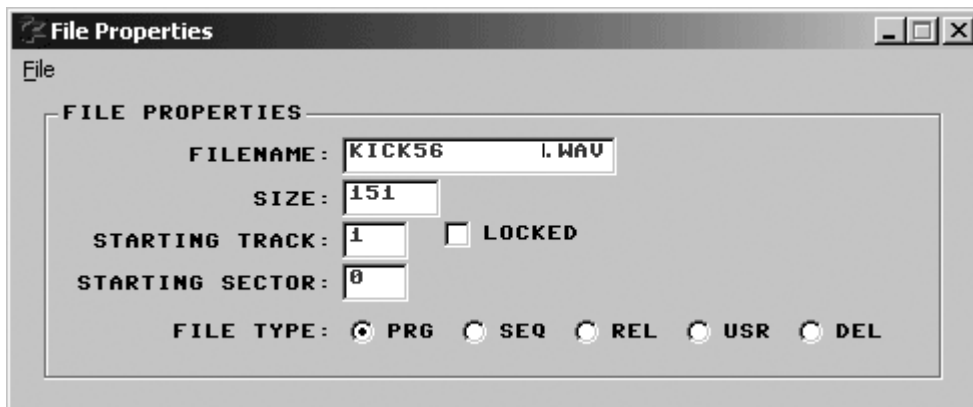 File Properties
File
FILE PROPERTIES
FILENAME: KICK56 .WAV
SIZE: 151
STARTING TRACK: 1 LOCKED
STARTING SECTOR: 0
FILE TYPE: PRG SEQ REL USR DEL